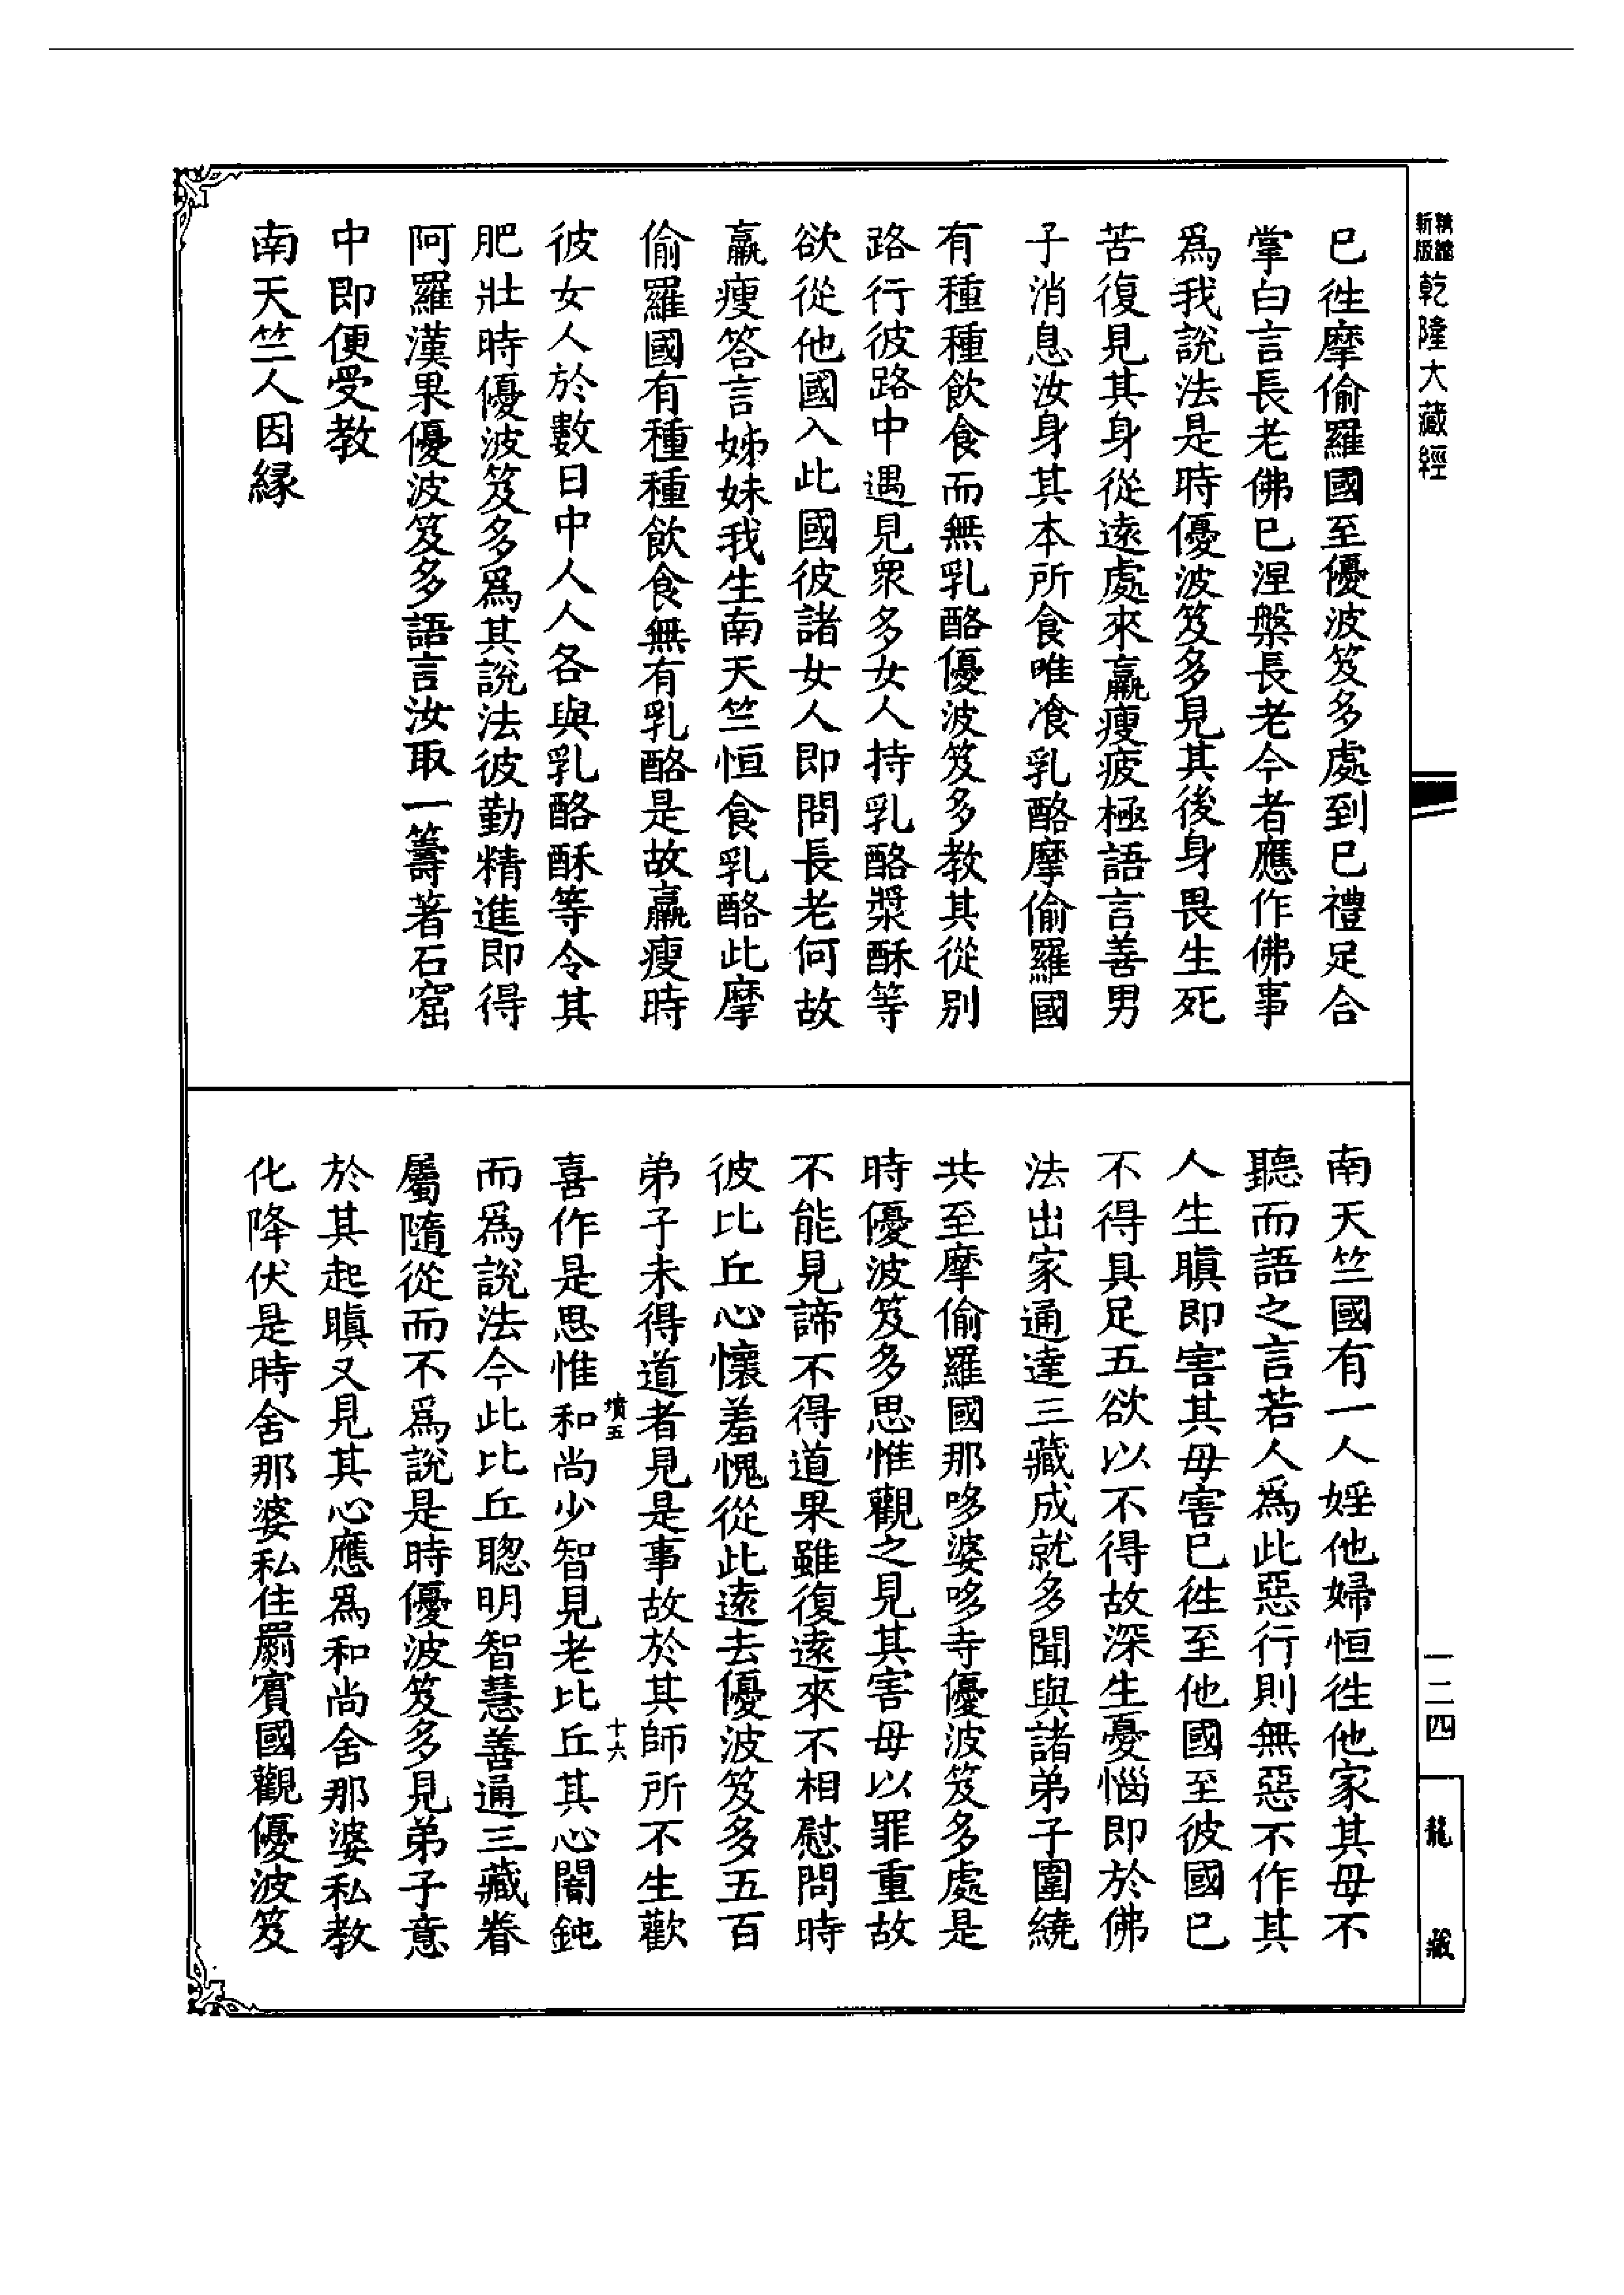 新版
精縮
乾隆大藏經
已徃摩偷羅國至優波笈多處到已禮足合
掌白言長老佛已涅槃長老今者應作佛事
爲我説法是時優波笈多見其後身畏生死
苦復見其身從遠處來羸瘦疲極語言善男
子消息汝身其本所食唯飡乳酪摩偷羅國
有種種飲食而無乳酪優波笈多教其從別
路行彼路中遇見衆多女人持乳酪漿酥等
欲從他國入此國彼諸女人即問長老何故
羸瘦答言姊妹我生南天竺恒食乳酪此摩
偷羅國有種種飲食無有乳酪是故羸瘦時
彼女人於數日中人人各與乳酪酥等令其
肥壯時優波笈多爲其説法彼勤精進即得
阿羅漢果優波笈多語言汝取一籌著石窟
中即便受教
南天竺人因縁
一二四
龍藏
南天竺國有一人婬他婦恒徃他家其母不
聽而語之言若人爲此惡行則無惡不作其
人生瞋即害其母害已徃至他國至彼國已
不得具足五欲以不得故深生憂惱即於佛
法出家通達三藏成就多聞與諸弟子圍繞
共至摩偷羅國那哆婆哆寺優波笈多處是
時優波笈多思惟觀之見其害母以罪重故
不能見諦不得道果雖復遠來不相慰問時
彼比丘心懷羞愧從此遠去優波笈多五百
弟子未得道者見是事故於其師所不生歡
墳五
十六
喜作是思惟和尚少智見老比丘其心闇鈍
而爲説法今此比丘聰明智慧善通三藏眷
屬隨從而不爲説是時優波笈多見弟子意
於其起瞋又見其心應爲和尚舍那婆私教
化降伏是時舍那婆私住罽賓國觀優波笈